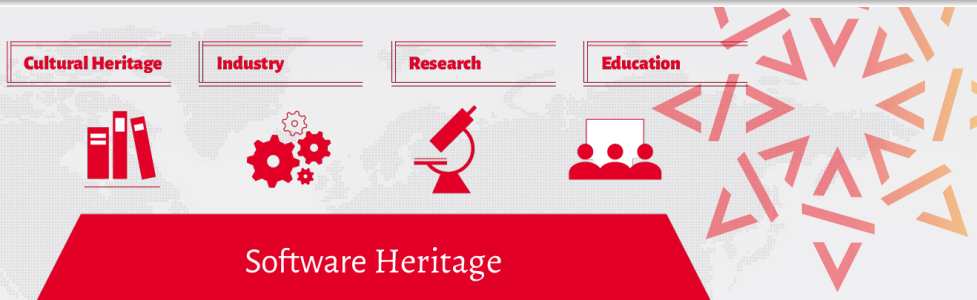 Cultural Heritage
Industry
Research
Education
Software Heritage